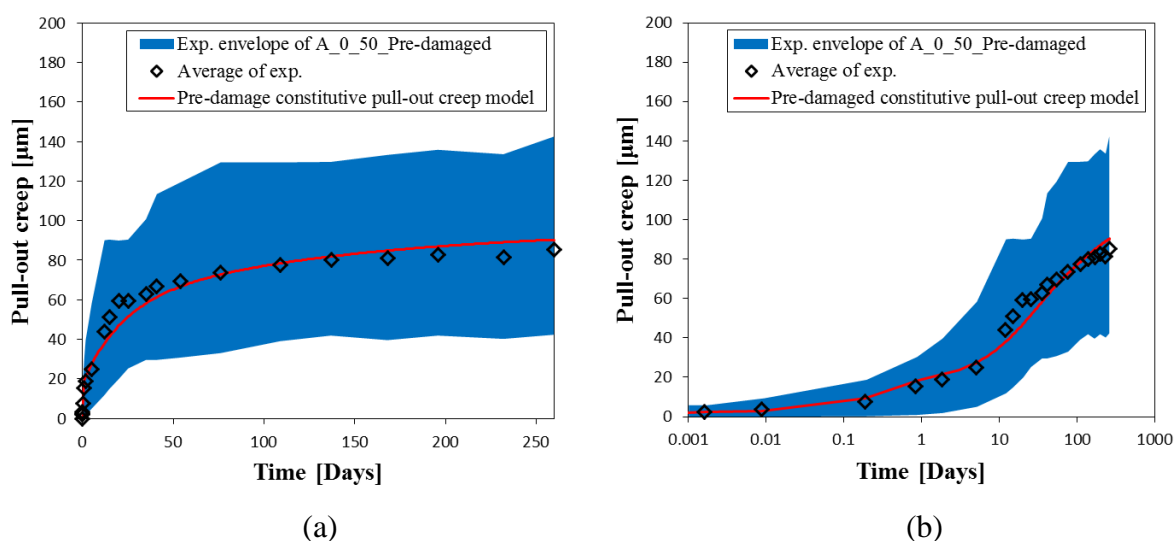 200
180
160
140
120
100
80
60
40
20
0
Pull-out creep [µm]
Exp. envelope of A_0_50_Pre-damaged
Average of exp.
Pre-damage constitutive pull-out creep model
0 50 100 150 200 250
Time [Days]
(a)
200
180
160
140
120
100
80
60
40
20
0
Pull-out creep [µm]
Exp. envelope of A_0_50_Pre-damaged
Average of exp.
Pre-damaged constitutive pull-out creep model
0.001 0.01 0.1 1 10 100 1000
Time [Days]
(b)